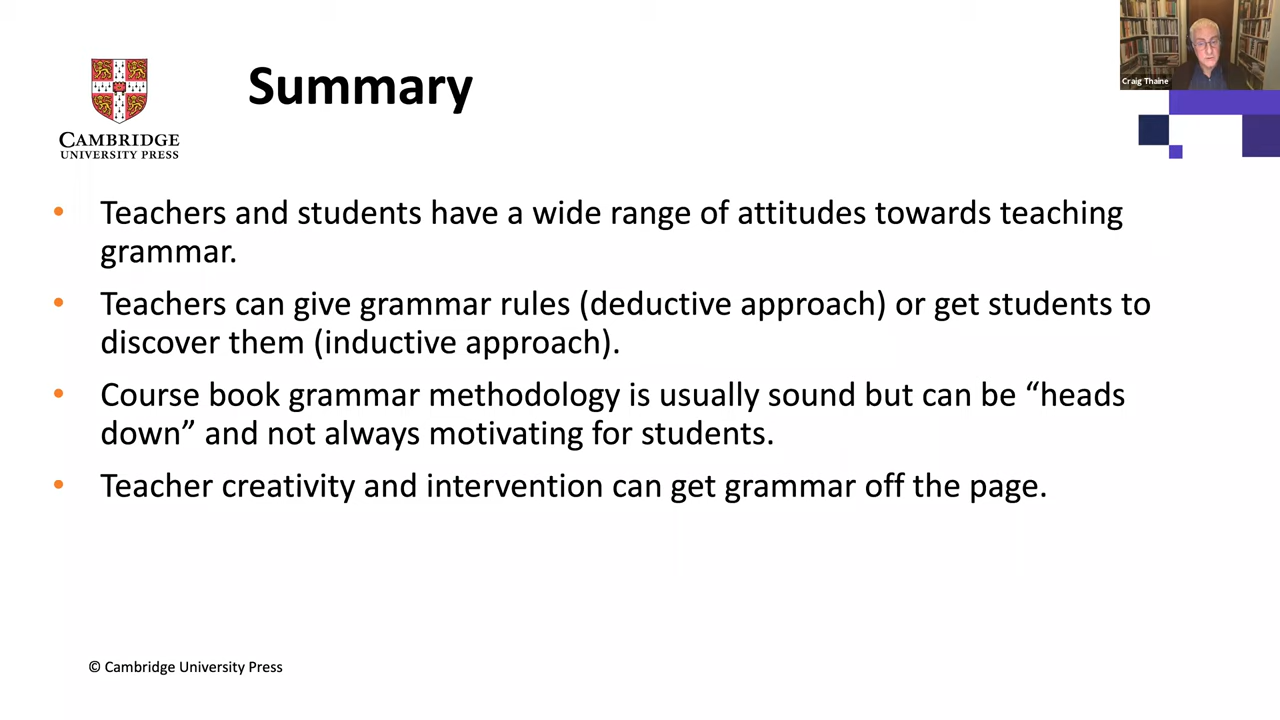 Summary
Craig Thaine
CAMBRIDGE
UNIVERSITY PRESS
• Teachers and students have a wide range of attitudes towards teaching
grammar.
• Teachers can give grammar rules (deductive approach) or get students to
discover them (inductive approach).
• Course book grammar methodology is usually sound but can be “heads
down” and not always motivating for students.
• Teacher creativity and intervention can get grammar off the page.
© Cambridge University Press